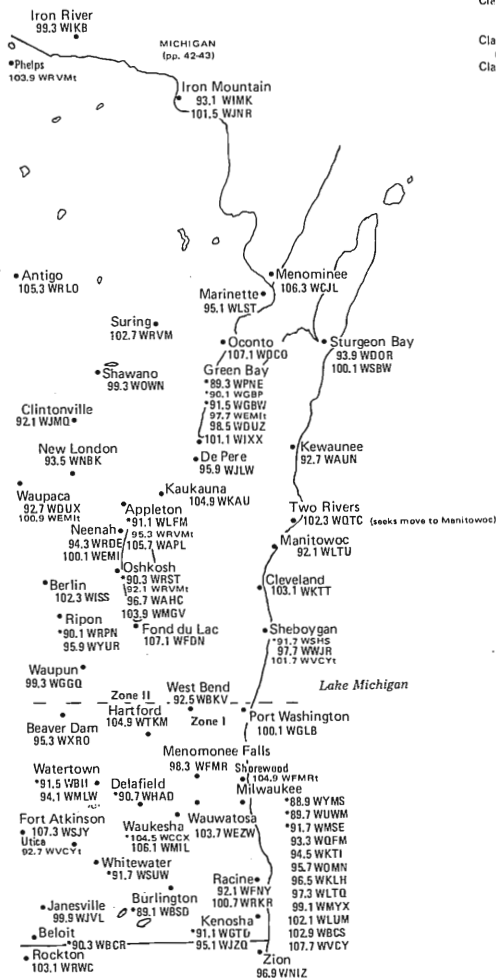 Iron River
99.3 WIKB
Cla
Cla
Cla
MICHIGAN
(pp. 42-43)
Phelps
103.9 WRVMt
Iron Mountain
93.1 WIMK
101.5 WJNR
Antigo
105.3 WRLO
Menominee
106.3 WCJL
Marinette
95.1 WLST
Suring
102.7 WRVM
Oconto
107.1 WOCO
Sturgeon Bay
93.9 WDOR
100.1 WSBW
Green Bay
*89.3 WPNE
*90.1 WGBP
*91.5 WGBW
97.7 WEMIt
98.5 WDUZ
101.1 WIXX
Shawano
99.3 WOWN
Clintonville
92.1 WJMQ
New London
93.5 WNBK
De Pere
95.9 WJLW
Kewaunee
92.7 WAUN
Kaukauna
104.9 WKAU
Waupaca
92.7 WDUX
100.9 WEMIt
Appleton
*91.1 WLFM
95.3 WRVMt
105.7 WAPL
Two Rivers
102.3 WQTC (seeks move to Manitowoc)
Neenah
94.3 WRDE
100.1 WEMI
Manitowoc
92.1 WLTU
Oshkosh
*90.3 WRST
92.1 WRVMt
96.7 WAHC
103.9 WMGV
Berlin
102.3 WISS
Cleveland
103.1 WKTT
Ripon
*90.1 WRPN
95.9 WYUR
Fond du Lac
107.1 WFDN
Sheboygan
*91.7 WSHS
97.7 WWJR
101.7 WVCYt
Waupun
99.3 WGGQ
Lake Michigan
Zone II
West Bend
92.5 WBKV
Hartford
104.9 WTKM
Zone I
Port Washington
100.1 WGLB
Beaver Dam
95.3 WXRO
Menomonee Falls
98.3 WFMR
Shorewood
104.9 WFMRt
Watertown
*91.5 WBII
94.1 WMLW
Delafield
*90.7 WHAD
Milwaukee
*88.9 WYMS
*89.7 WUWM
*91.7 WMSE
93.3 WQFM
94.5 WKTI
95.7 WOMN
96.5 WKLH
97.3 WLTQ
99.1 WMYX
102.1 WLUM
102.9 WBCS
107.7 WVCY
Fort Atkinson
107.3 WSJY
Waukesha
*104.5 WCCX
106.1 WMIL
Wauwatosa
103.7 WEZW
Utica
92.7 WVCYt
Whitewater
*91.7 WSUW
Racine
92.1 WFNY
100.7 WRKR
Janesville
99.9 WJVL
Burlington
*89.1 WBSD
Kenosha
*91.1 WGTD
95.1 WJZQ
Beloit
*90.3 WBCR
Rockton
103.1 WRWC
Zion
96.9 WNIZ